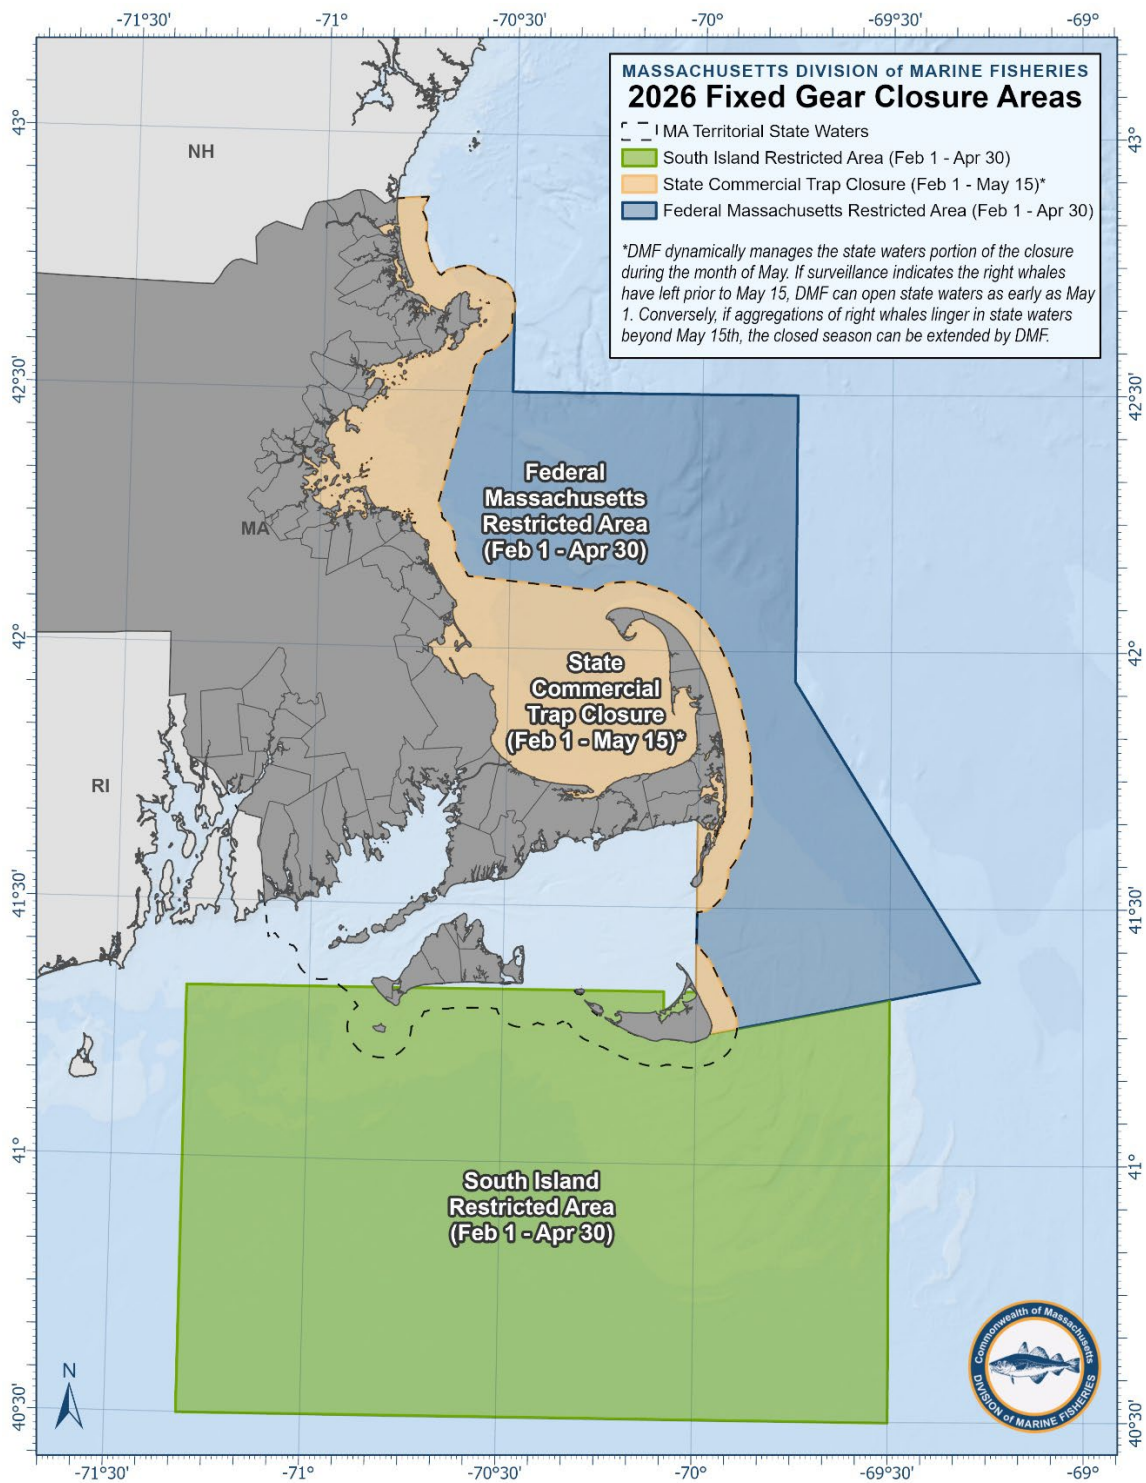 -71°30'
-71°
-70°30'
-70°
-69°30'
-69°
MASSACHUSETTS DIVISION of MARINE FISHERIES
2026 Fixed Gear Closure Areas
MA Territorial State Waters
South Island Restricted Area (Feb 1 - Apr 30)
State Commercial Trap Closure (Feb 1 - May 15)*
Federal Massachusetts Restricted Area (Feb 1 - Apr 30)
*DMF dynamically manages the state waters portion of the closure
during the month of May. If surveillance indicates the right whales
have left prior to May 15, DMF can open state waters as early as May
1. Conversely, if aggregations of right whales linger in state waters
beyond May 15th, the closed season can be extended by DMF.
43°
43°
NH
42°30'
42°30'
Federal
Massachusetts
Restricted Area
(Feb 1 - Apr 30)
MA
42°
42°
State
Commercial
Trap Closure
(Feb 1 - May 15)*
RI
41°30'
41°30'
41°
41°
South Island
Restricted Area
(Feb 1 - Apr 30)
Commonwealth of Massachusetts
DIVISION of MARINE FISHERIES
N
40°30'
40°30'
-71°30'
-71°
-70°30'
-70°
-69°30'
-69°